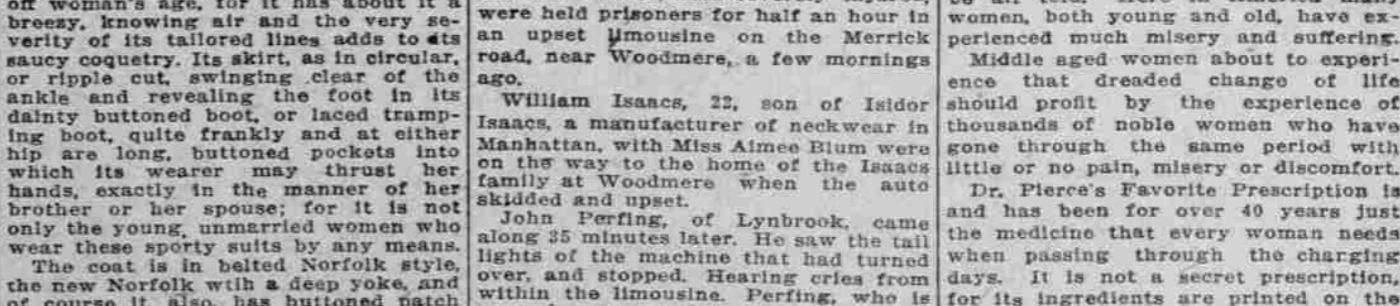 off woman's age, for it has about it a
breezy, knowing air and the very se-
verity of its tailored lines adds to its
saucy coquetry. Its skirt, as in circular,
or ripple cut, swinging clear of the
ankle and revealing the foot in its
dainty buttoned boot, or laced tramp-
ing boot, quite frankly and at either
hip are long, buttoned pockets into
which its wearer may thrust her
hands, exactly in the manner of her
brother or her spouse; for it is not
only the young, unmarried women who
wear these sporty suits by any means.
The coat is in belted Norfolk style,
the new Norfolk wtih a deep yoke, and
of course it also has buttoned patch
were held prisoners for half an hour in
an upset limousine on the Merrick
road, near Woodmere, a few mornings
ago.
William Isaacs, 22, son of Isidor
Isaacs, a manufacturer of neckwear in
Manhattan, with Miss Aimee Blum were
on the way to the home of the Isaacs
family at Woodmere when the auto
skidded and upset.
John Perfing, of Lynbrook, came
along 35 minutes later. He saw the tail
lights of the machine that had turned
over, and stopped. Hearing cries from
within the limousine. Perfing, who is
women, both young and old, have ex-
perienced much misery and suffering.
Middle aged women about to experi-
ence that dreaded change of life
should profit by the experience of
thousands of noble women who have
gone through the same period with
little or no pain, misery or discomfort.
Dr. Pierce's Favorite Prescription is
and has been for over 40 years just
the medicine that every woman needs
when passing through the changing
days. It is not a secret prescription
for its ingredients are printed on the